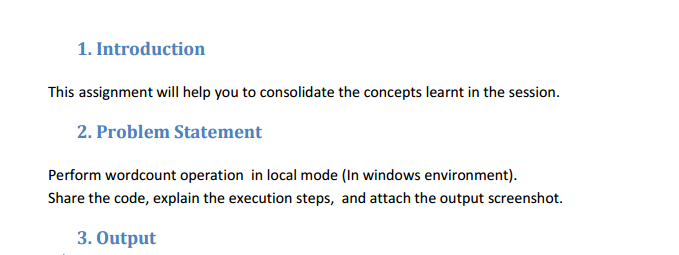 1. Introduction
This assignment will help you to consolidate the concepts learnt in the session.
2. Problem Statement
Perform wordcount operation in local mode (In windows environment).
Share the code, explain the execution steps, and attach the output screenshot.
3. Output